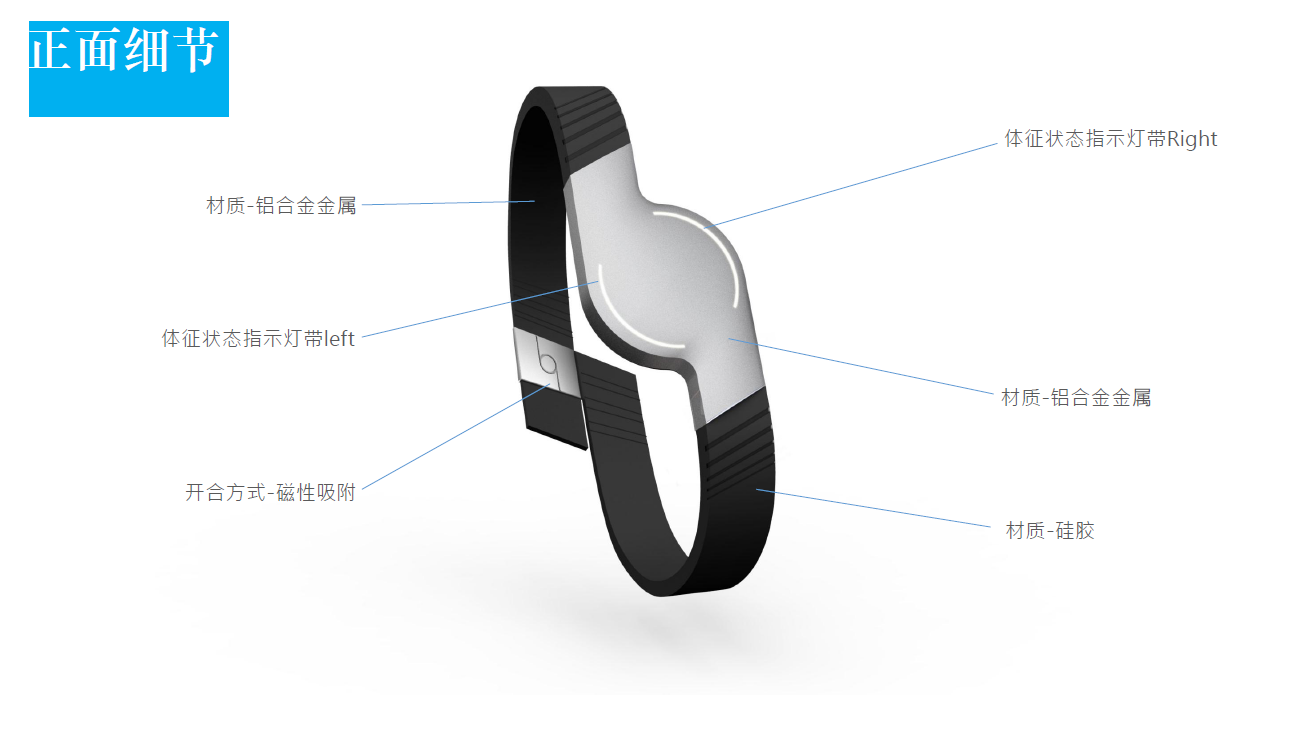 正面细节
体征状态指示灯带Right
材质-铝合金金属
体征状态指示灯带left
材质-铝合金金属
开合方式-磁性吸附
材质-硅胶